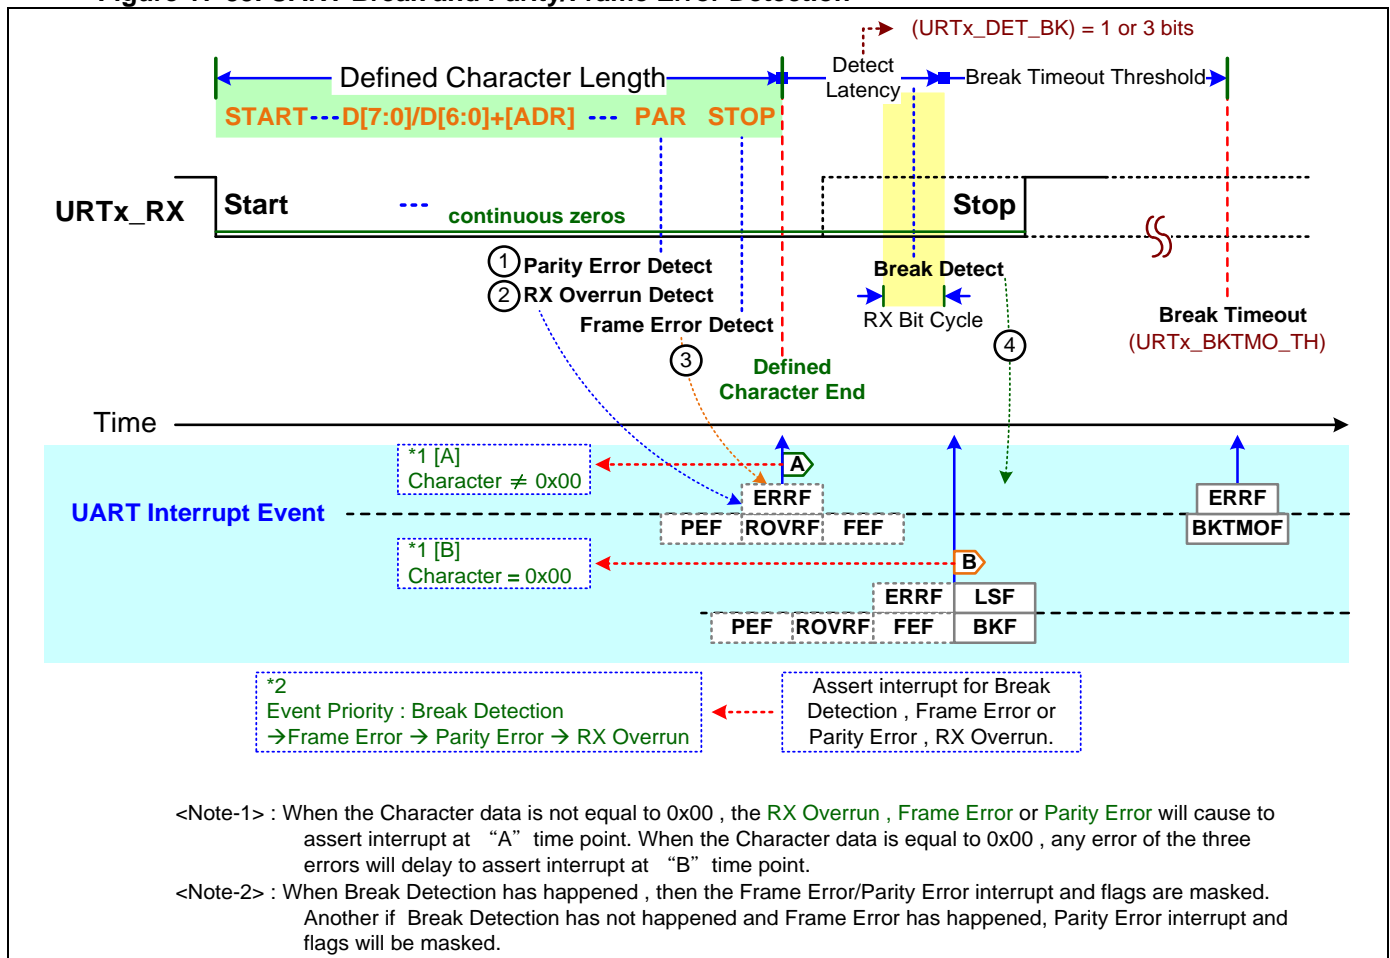 (URTx_DET_BK) = 1 or 3 bits
Defined Character Length
Detect
Latency
Break Timeout Threshold
START
D[7:0]/D[6:0]+[ADR]
PAR
STOP
URTx_RX
Start
continuous zeros
Stop
1 Parity Error Detect
2 RX Overrun Detect
Frame Error Detect
3
Break Detect
RX Bit Cycle
4
Break Timeout
(URTx_BKTMO_TH)
Defined
Character End
Time
*1 [A]
Character ≠ 0x00
A
ERRF
ERRF
UART Interrupt Event
PEF ROVRF FEF
BKTMOF
*1 [B]
Character = 0x00
B
ERRF LSF
PEF ROVRF FEF BKF
*2
Event Priority : Break Detection
→Frame Error → Parity Error → RX Overrun
Assert interrupt for Break
Detection , Frame Error or
Parity Error , RX Overrun.
<Note-1> : When the Character data is not equal to 0x00 , the RX Overrun , Frame Error or Parity Error will cause to
assert interrupt at “A” time point. When the Character data is equal to 0x00 , any error of the three
errors will delay to assert interrupt at “B” time point.
<Note-2> : When Break Detection has happened , then the Frame Error/Parity Error interrupt and flags are masked.
Another if Break Detection has not happened and Frame Error has happened, Parity Error interrupt and
flags will be masked.